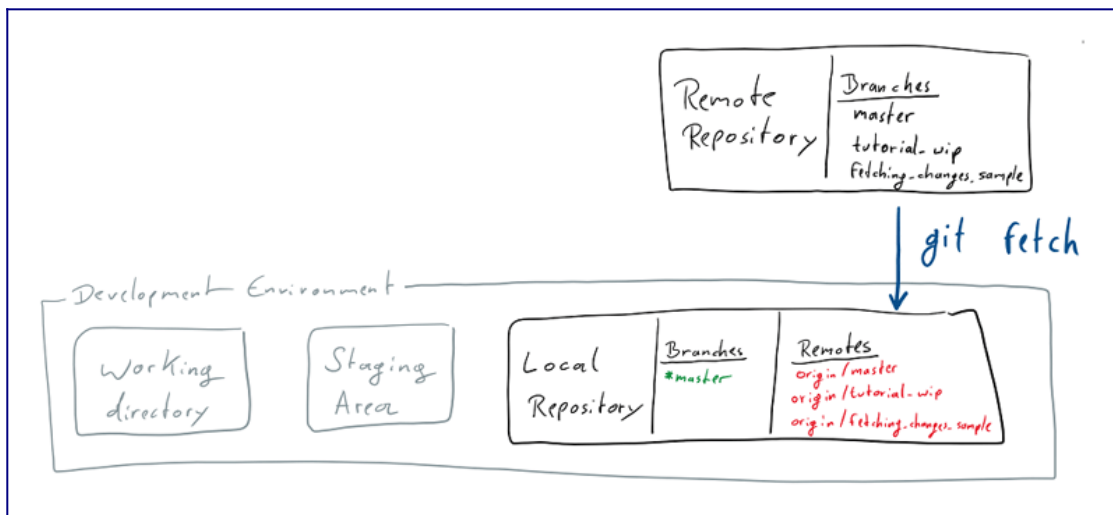 Remote
Repository
Branches
master
tutorial_wip
fetching_changes_sample
git fetch
Development Environment
Working
directory
Staging
Area
Local
Repository
Branches
*master
Remotes
origin/master
origin/tutorial_wip
origin/fetching_changes_sample